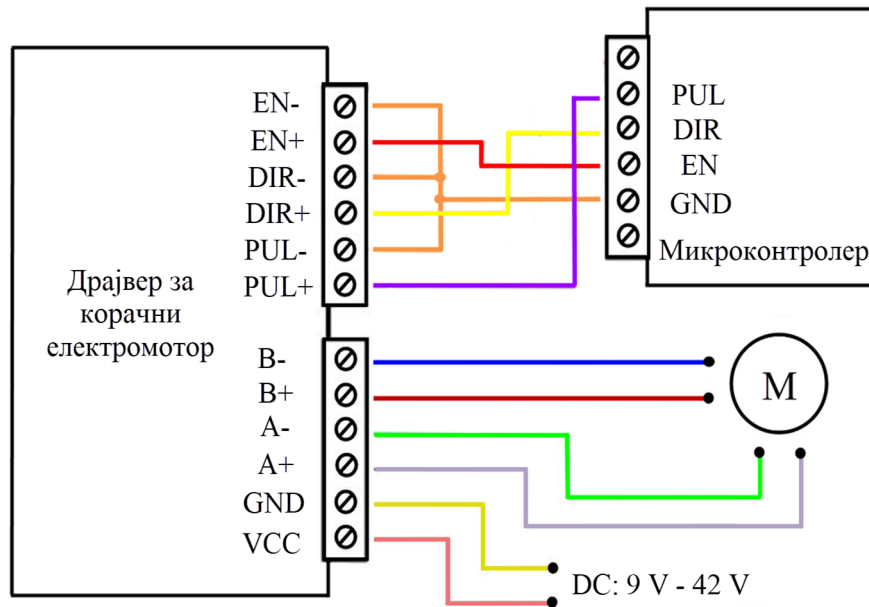 EN-
EN+
DIR-
DIR+
PUL-
PUL+
Драјвер за
корачни
електромотор
B-
B+
A-
A+
GND
VCC
PUL
DIR
EN
GND
Микроконтролер
M
DC: 9 V - 42 V